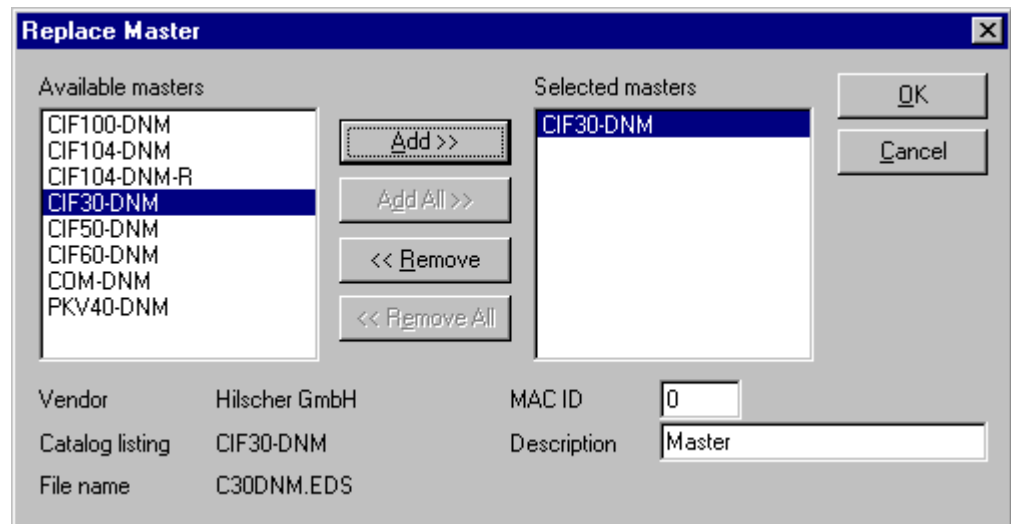 Replace Master
Available masters
CIF100-DNM
CIF104-DNM
CIF104-DNM-R
CIF30-DNM
CIF50-DNM
CIF60-DNM
COM-DNM
PKV40-DNM
Add >>
Add All >>
<< Remove
<< Remove All
Selected masters
CIF30-DNM
OK
Cancel
Vendor Hilscher GmbH
Catalog listing CIF30-DNM
File name C30DNM.EDS
MAC ID 0
Description Master